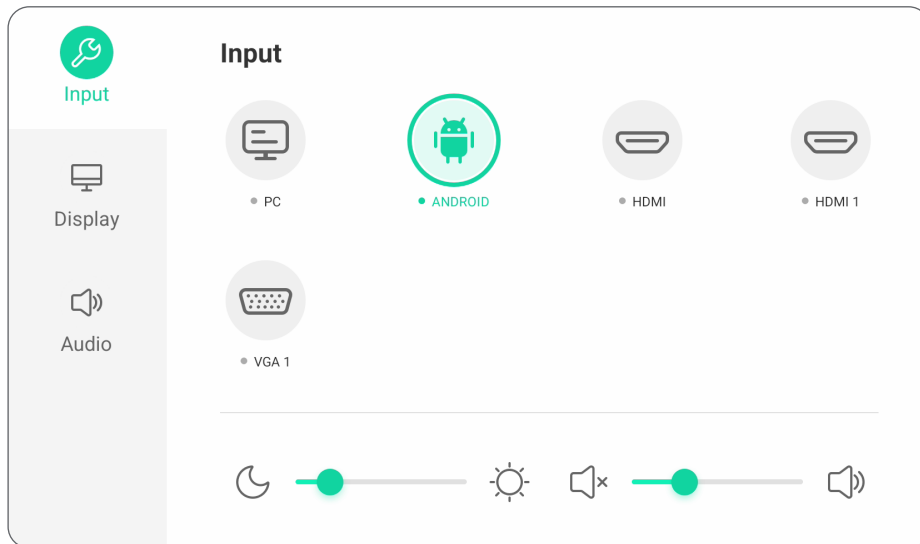 Input
Display
Audio
Input
PC
ANDROID
HDMI
HDMI 1
VGA 1